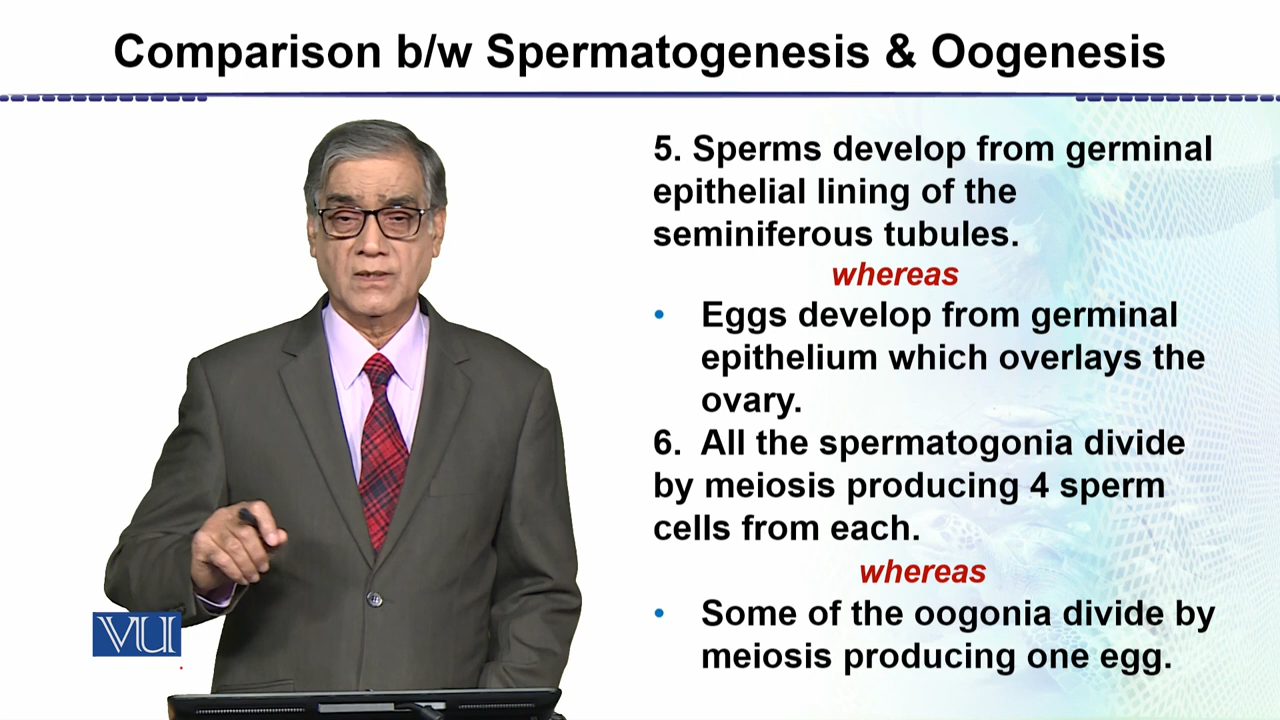 Comparison b/w Spermatogenesis & Oogenesis
5. Sperms develop from germinal
epithelial lining of the
seminiferous tubules.
whereas
• Eggs develop from germinal
epithelium which overlays the
ovary.
6. All the spermatogonia divide
by meiosis producing 4 sperm
cells from each.
whereas
• Some of the oogonia divide by
meiosis producing one egg.
VU